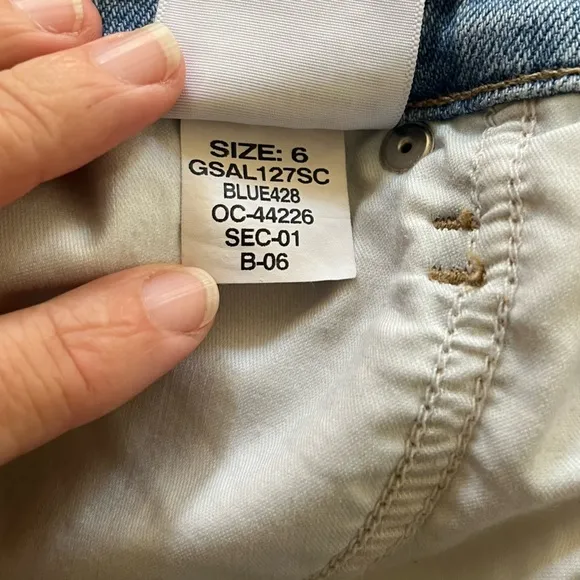 SIZE: 6
GSAL127SC
BLUE428
OC-44226
SEC-01
B-06